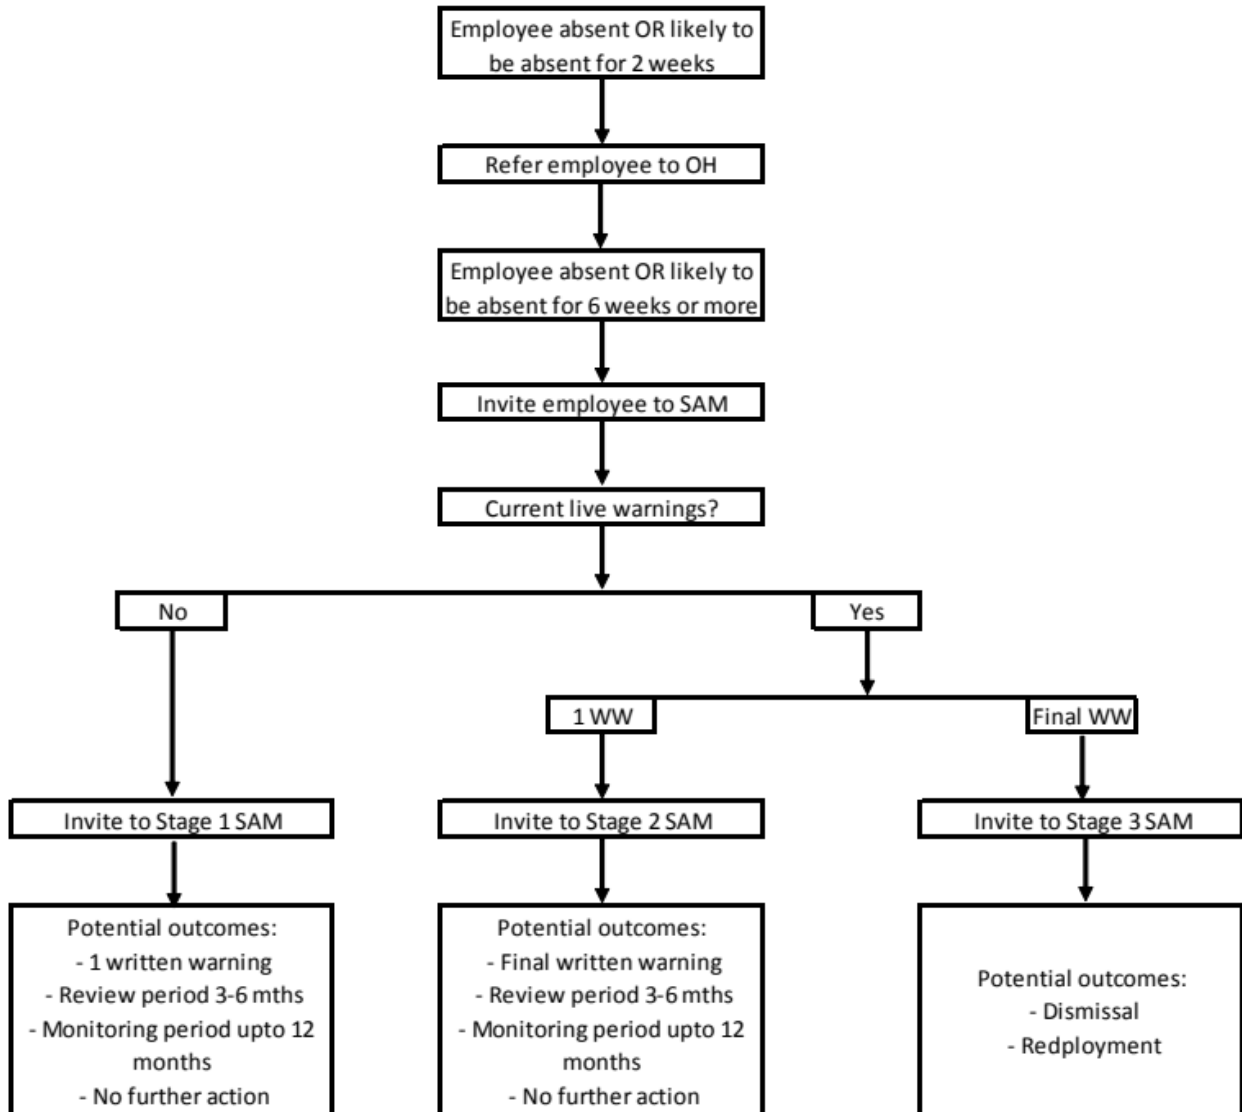 Employee absent OR likely to
be absent for 2 weeks
Refer employee to OH
Employee absent OR likely to
be absent for 6 weeks or more
Invite employee to SAM
Current live warnings?
No
Yes
1 WW
Final WW
Invite to Stage 1 SAM
Invite to Stage 2 SAM
Invite to Stage 3 SAM
Potential outcomes:
- 1 written warning
- Review period 3-6 mths
- Monitoring period upto 12
months
- No further action
Potential outcomes:
- Final written warning
- Review period 3-6 mths
- Monitoring period upto 12
months
- No further action
Potential outcomes:
- Dismissal
- Redployment